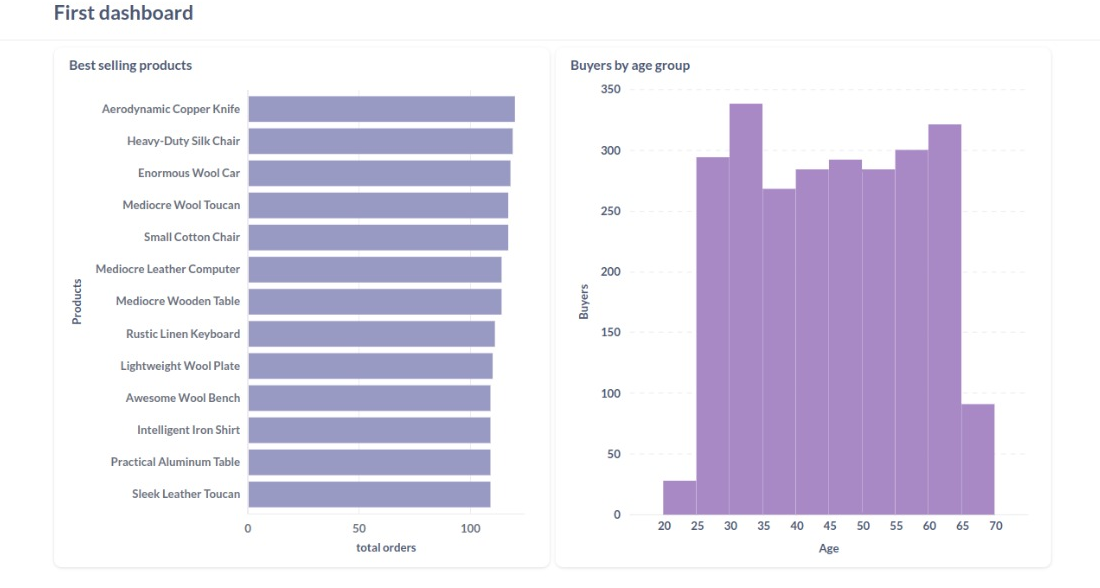 First dashboard
Best selling products
Products
Aerodynamic Copper Knife
Heavy-Duty Silk Chair
Enormous Wool Car
Mediocre Wool Toucan
Small Cotton Chair
Mediocre Leather Computer
Mediocre Wooden Table
Rustic Linen Keyboard
Lightweight Wool Plate
Awesome Wool Bench
Intelligent Iron Shirt
Practical Aluminum Table
Sleek Leather Toucan
0 50 100
total orders
Buyers by age group
Buyers
350
300
250
200
150
100
50
0
20 25 30 35 40 45 50 55 60 65 70
Age